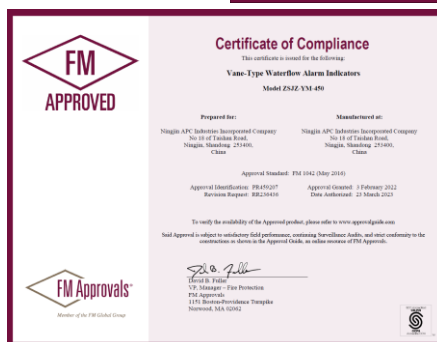 FM
APPROVED
Certificate of Compliance
This certificate is issued for the following:
Vane-Type Waterflow Alarm Indicators
Model ZSJZ-YM-450
Prepared for:
Ningjin APC Industries Incorporated Company
No 18 of Taishan Road,
Ningjin, Shandong 253400,
China
Manufactured at:
Ningjin APC Industries Incorporated Company
No 18 of Taishan Road,
Ningjin, Shandong 253400,
China
Approval Standard: FM 1042 (May 2016)
Approval Identification: PR459207
Approval Granted: 3 February 2022
Revision Request:
Date Authorized: 23 March 2023
To verify the availability of the Approved product, please refer to www.approvalguide.com
Said Approval is subject to satisfactory field performance, continuing Surveillance Audits, and strict conformity to the
constructions as shown in the Approval Guide, an online resource of FM Approvals.
David B. Fuller
VP, Manager – Fire Protection
FM Approvals
1151 Boston-Providence Turnpike
Norwood, MA 02062
FM Approvals®
Member of the FM Global Group